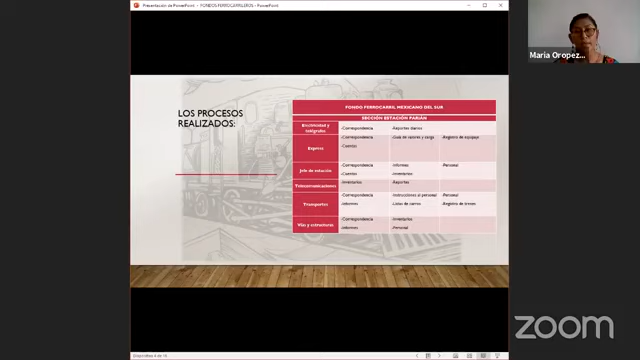 Presentación de PowerPoint - FONDOS FERROCARRILEROS - PowerPoint
Maria Oropez...
LOS PROCESOS
REALIZADOS:
FONDO FERROCARRIL MEXICANO DEL SUR
SECCIÓN ESTACIÓN PARIÁN
Electricidad y telégrafos -Correspondencia -Reportes diarios
Express -Correspondencia -Guía de valores y carga -Registro de equipaje
-Cuentas
Jefe de estación -Correspondencia -Informes -Personal
-Cuentas -Inventarios
Telecomunicaciones -Inventarios -Reportes
Transportes -Correspondencia -Instrucciones al personal -Personal
-Informes -Listas de carros -Registro de trenes
Vías y estructuras -Correspondencia -Inventarios
-Informes -Personal
zoom